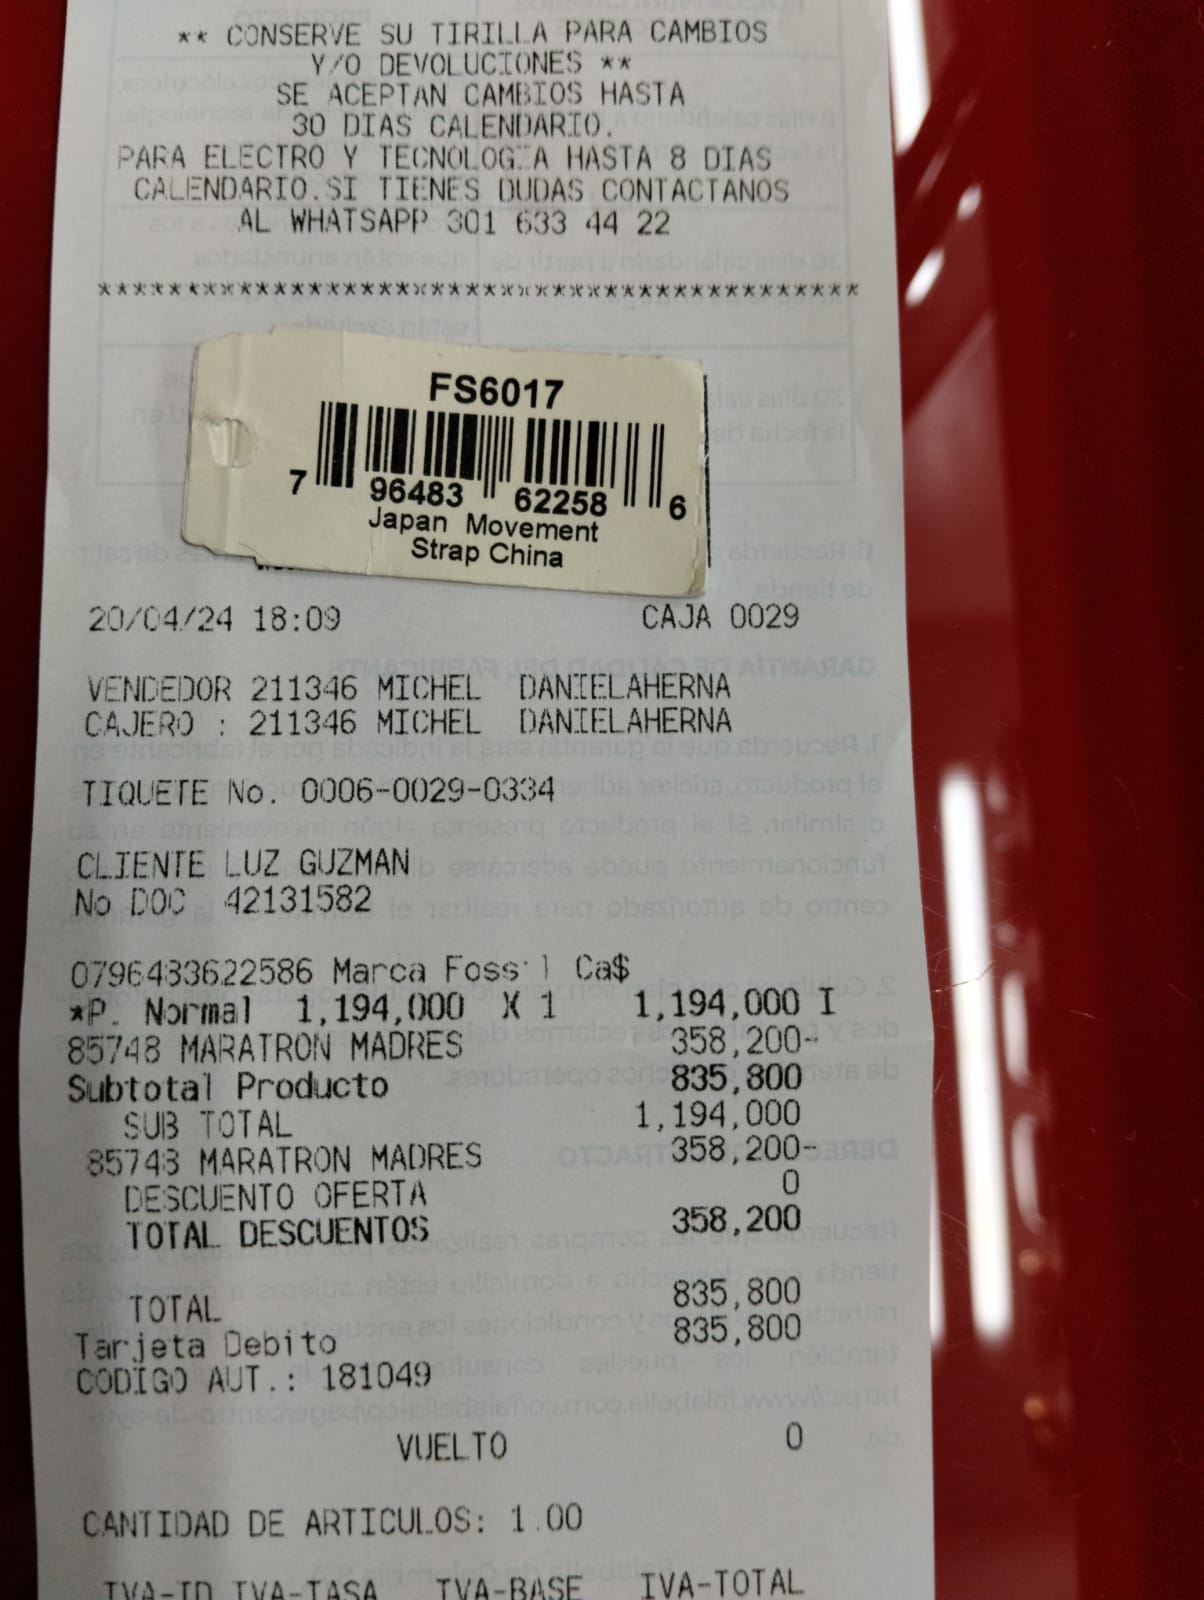 ** CONSERVE SU TIRILLA PARA CAMBIOS
Y/O DEVOLUCIONES **
SE ACEPTAN CAMBIOS HASTA
30 DIAS CALENDARIO.
PARA ELECTRO Y TECNOLOGIA HASTA 8 DIAS
CALENDARIO.SI TIENES DUDAS CONTACTANOS
AL WHATSAPP 301 633 44 22
*******************************************
FS6017
7 96483 62258 6
Japan Movement
Strap China
20/04/24 18:09 CAJA 0029
VENDEDOR 211346 MICHEL DANIELAHERNA
CAJERO : 211346 MICHEL DANIELAHERNA
TIQUETE No. 0006-0029-0334
CLIENTE LUZ GUZMAN
No DOC 42131582
0796483622586 Marca Fossil Ca$
*P. Normal 1,194,000 X 1 1,194,000 I
85748 MARATRON MADRES 358,200-
Subtotal Producto 835,800
SUB TOTAL 1,194,000
85748 MARATRON MADRES 358,200-
DESCUENTO OFERTA 0
TOTAL DESCUENTOS 358,200
TOTAL 835,800
Tarjeta Debito 835,800
CODIGO AUT.: 181049
VUELTO 0
CANTIDAD DE ARTICULOS: 1.00
IVA-ID IVA-TASA IVA-BASE IVA-TOTAL